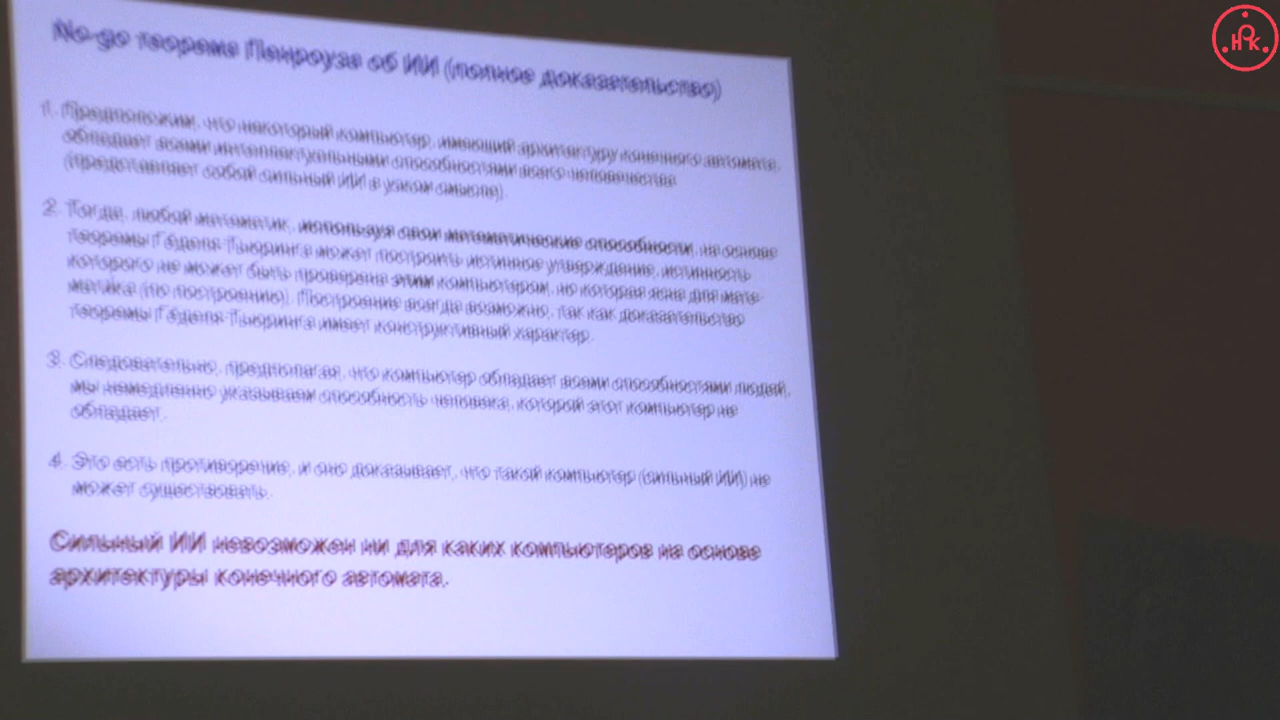 No-go теорема Пенроуза об ИИ (полное доказательство)
1. Предположим, что некоторый компьютер, имеющий архитектуру конечного автомата,
обладает всеми интеллектуальными способностями всего человечества
(представляет собой сильный ИИ в узком смысле).
2. Тогда, любой математик, используя свои математические способности, на основе
теоремы Геделя-Тьюринга может построить истинное утверждение, истинность
которого не может быть проверена этим компьютером, но которая ясна для мате-
матика (по построению). Построение всегда возможно, так как доказательство
теоремы Геделя-Тьюринга имеет конструктивный характер.
3. Следовательно, предполагая, что компьютер обладает всеми способностями людей,
мы немедленно указываем способность человека, которой этот компьютер не
обладает.
4. Это есть противоречие, и оно доказывает, что такой компьютер (сильный ИИ) не
может существовать.
Сильный ИИ невозможен ни для каких компьютеров на основе
архитектуры конечного автомата.